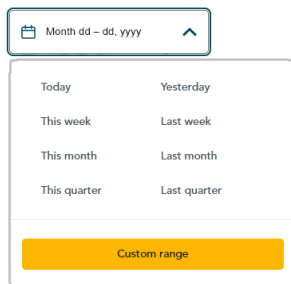 Month dd – dd, yyyy
Today Yesterday
This week Last week
This month Last month
This quarter Last quarter
Custom range